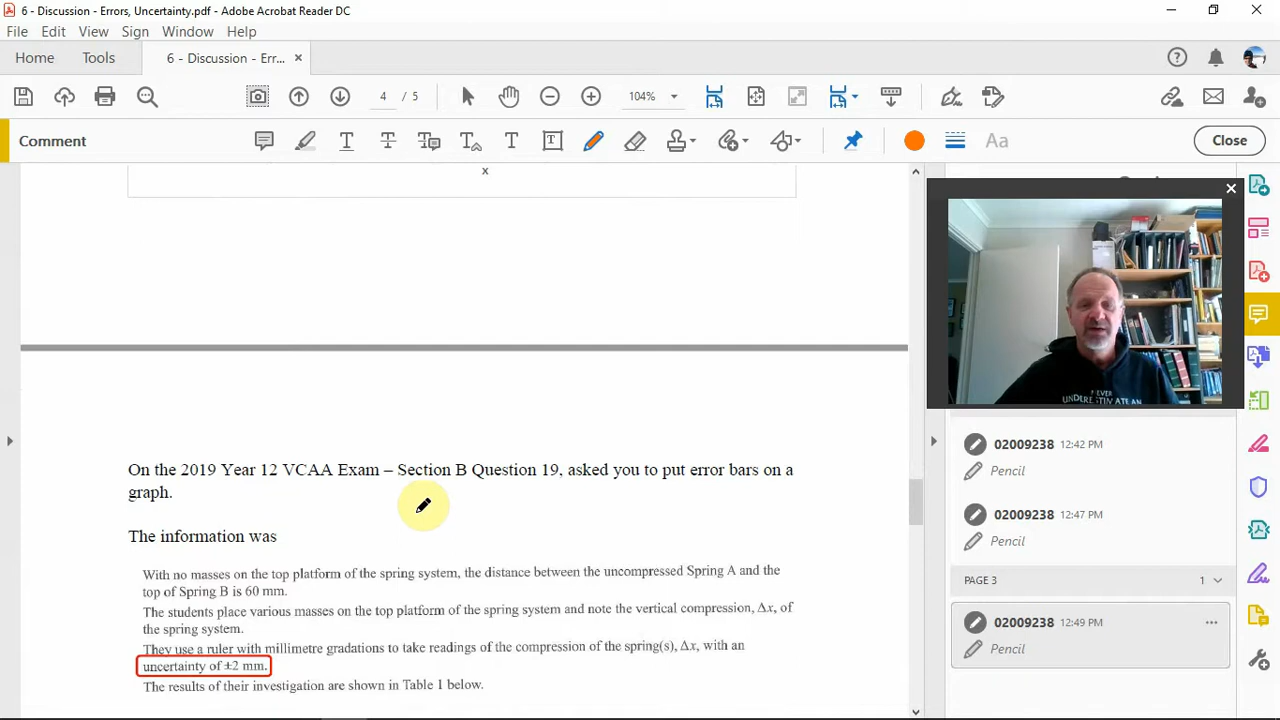 6 - Discussion - Errors, Uncertainty.pdf - Adobe Acrobat Reader DC
File Edit View Sign Window Help
Home Tools 6 - Discussion - Err... ×
4 / 5 104%
Comment Aa Close
x
NEVER
UNDERESTIMATE AN
02009238 12:42 PM
Pencil
On the 2019 Year 12 VCAA Exam – Section B Question 19, asked you to put error bars on a
graph.
02009238 12:47 PM
Pencil
The information was
With no masses on the top platform of the spring system, the distance between the uncompressed Spring A and the
top of Spring B is 60 mm.
PAGE 3 1
The students place various masses on the top platform of the spring system and note the vertical compression, Δx, of
the spring system.
02009238 12:49 PM
Pencil
They use a ruler with millimetre gradations to take readings of the compression of the spring(s), Δx, with an
uncertainty of ±2 mm.
The results of their investigation are shown in Table 1 below.